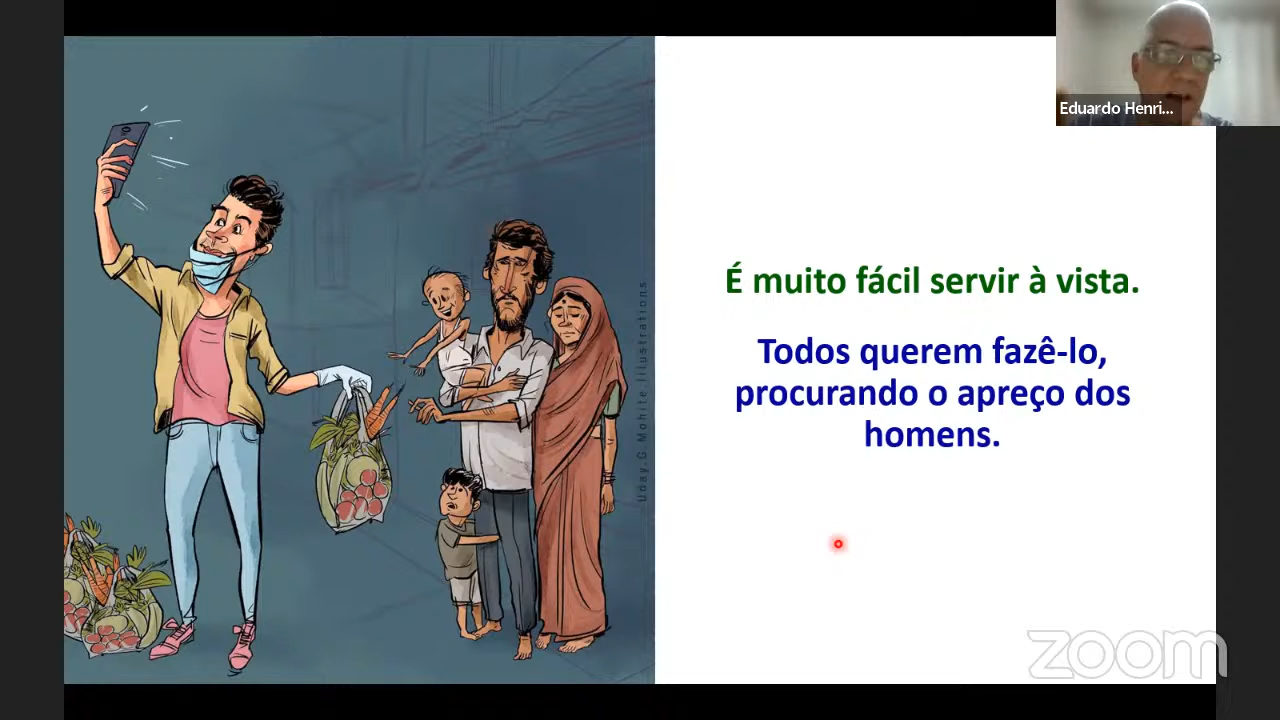 Eduardo Henri...
É muito fácil servir à vista.
Todos querem fazê-lo,
procurando o apreço dos
homens.
Uday.G.Mohite Illustrations
zoom